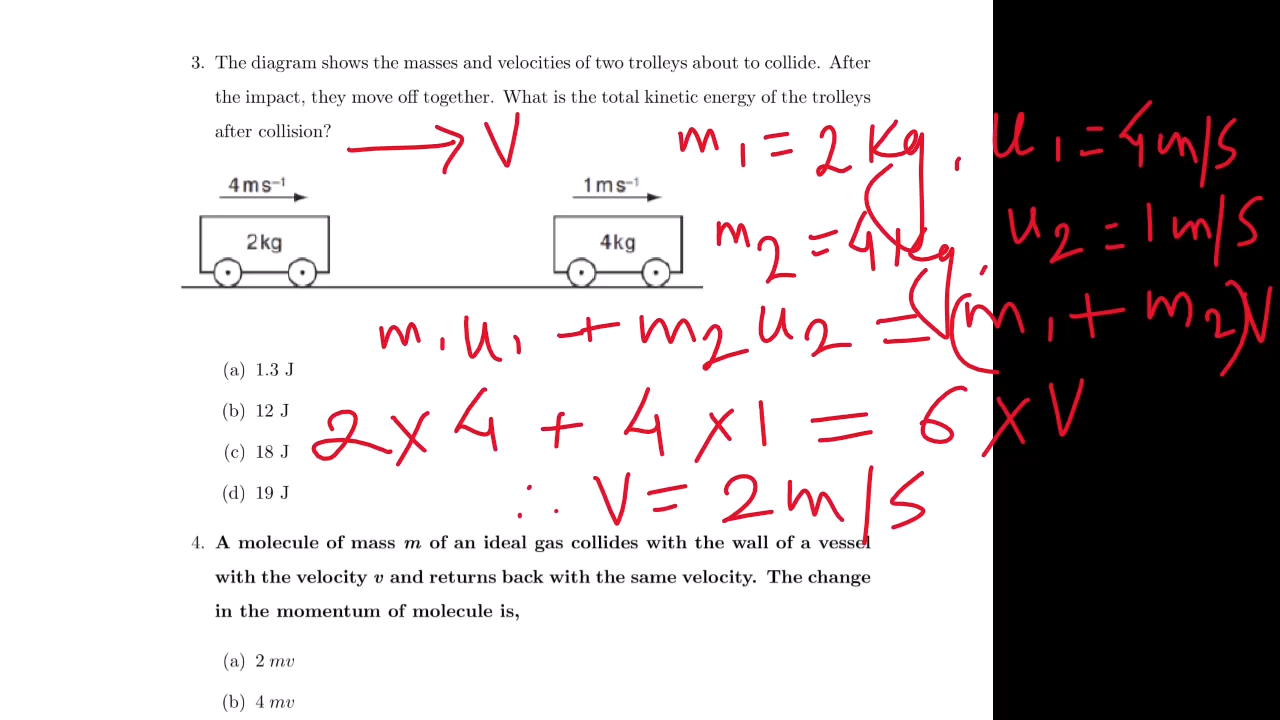 3. The diagram shows the masses and velocities of two trolleys about to collide. After
the impact, they move off together. What is the total kinetic energy of the trolleys
after collision?
→ V
m₁ = 2 kg, u₁ = 4 m/s
4 ms⁻¹
1 ms⁻¹
2 kg
4 kg
m₂ = 4 kg, u₂ = 1 m/s
m₁u₁ + m₂u₂ = (m₁ + m₂)V
(a) 1.3 J
(b) 12 J
2 × 4 + 4 × 1 = 6 × V
(c) 18 J
(d) 19 J
∴ V = 2 m/s
4. A molecule of mass m of an ideal gas collides with the wall of a vessel
with the velocity v and returns back with the same velocity. The change
in the momentum of molecule is,
(a) 2 mv
(b) 4 mv